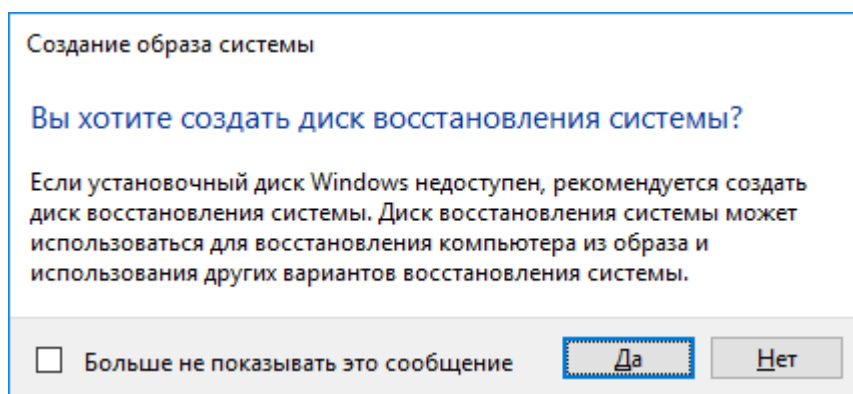 Создание образа системы
Вы хотите создать диск восстановления системы?
Если установочный диск Windows недоступен, рекомендуется создать
диск восстановления системы. Диск восстановления системы может
использоваться для восстановления компьютера из образа и
использования других вариантов восстановления системы.
Больше не показывать это сообщение Да Нет